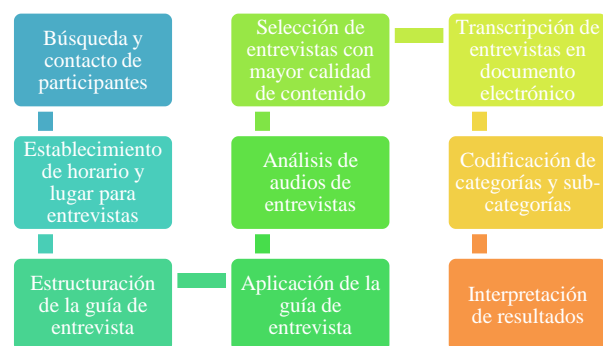 Búsqueda y
contacto de
participantes
Establecimiento
de horario y
lugar para
entrevistas
Estructuración
de la guía de
entrevista
Aplicación de la
guía de
entrevista
Análisis de
audios de
entrevistas
Selección de
entrevistas con
mayor calidad
de contenido
Transcripción de
entrevistas en
documento
electrónico
Codificación de
categorías y sub-
categorías
Interpretación
de resultados